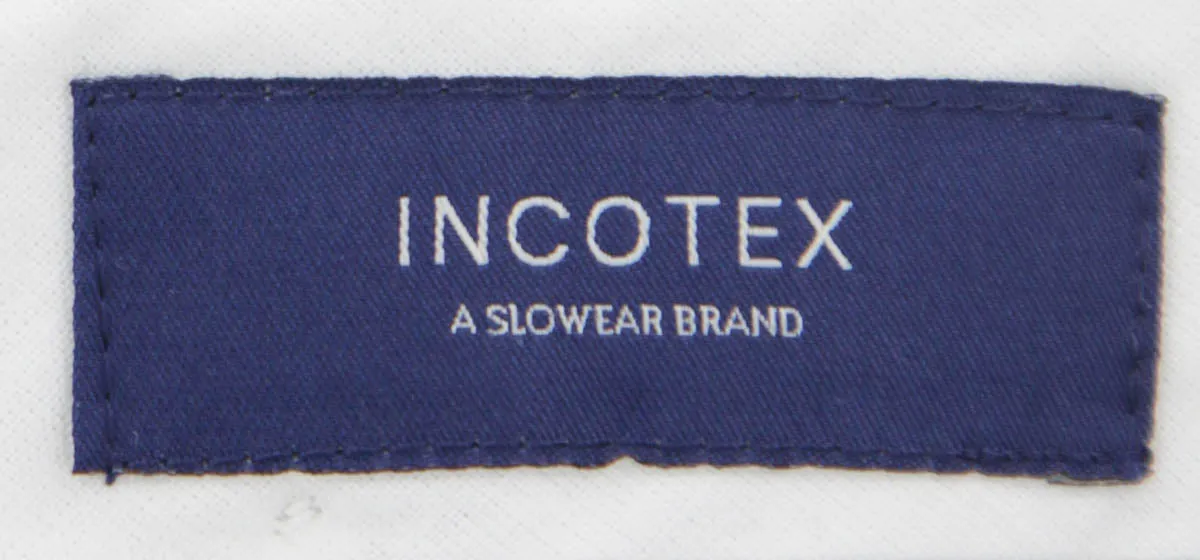 INCOTEX
A SLOWEAR BRAND